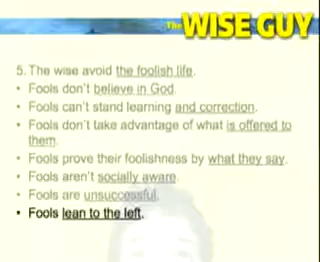 The WISE GUY
5. The wise avoid the foolish life.
• Fools don't believe in God.
• Fools can't stand learning and correction.
• Fools don't take advantage of what is offered to
them.
• Fools prove their foolishness by what they say.
• Fools aren't socially aware.
• Fools are unsuccessful.
• Fools lean to the left.